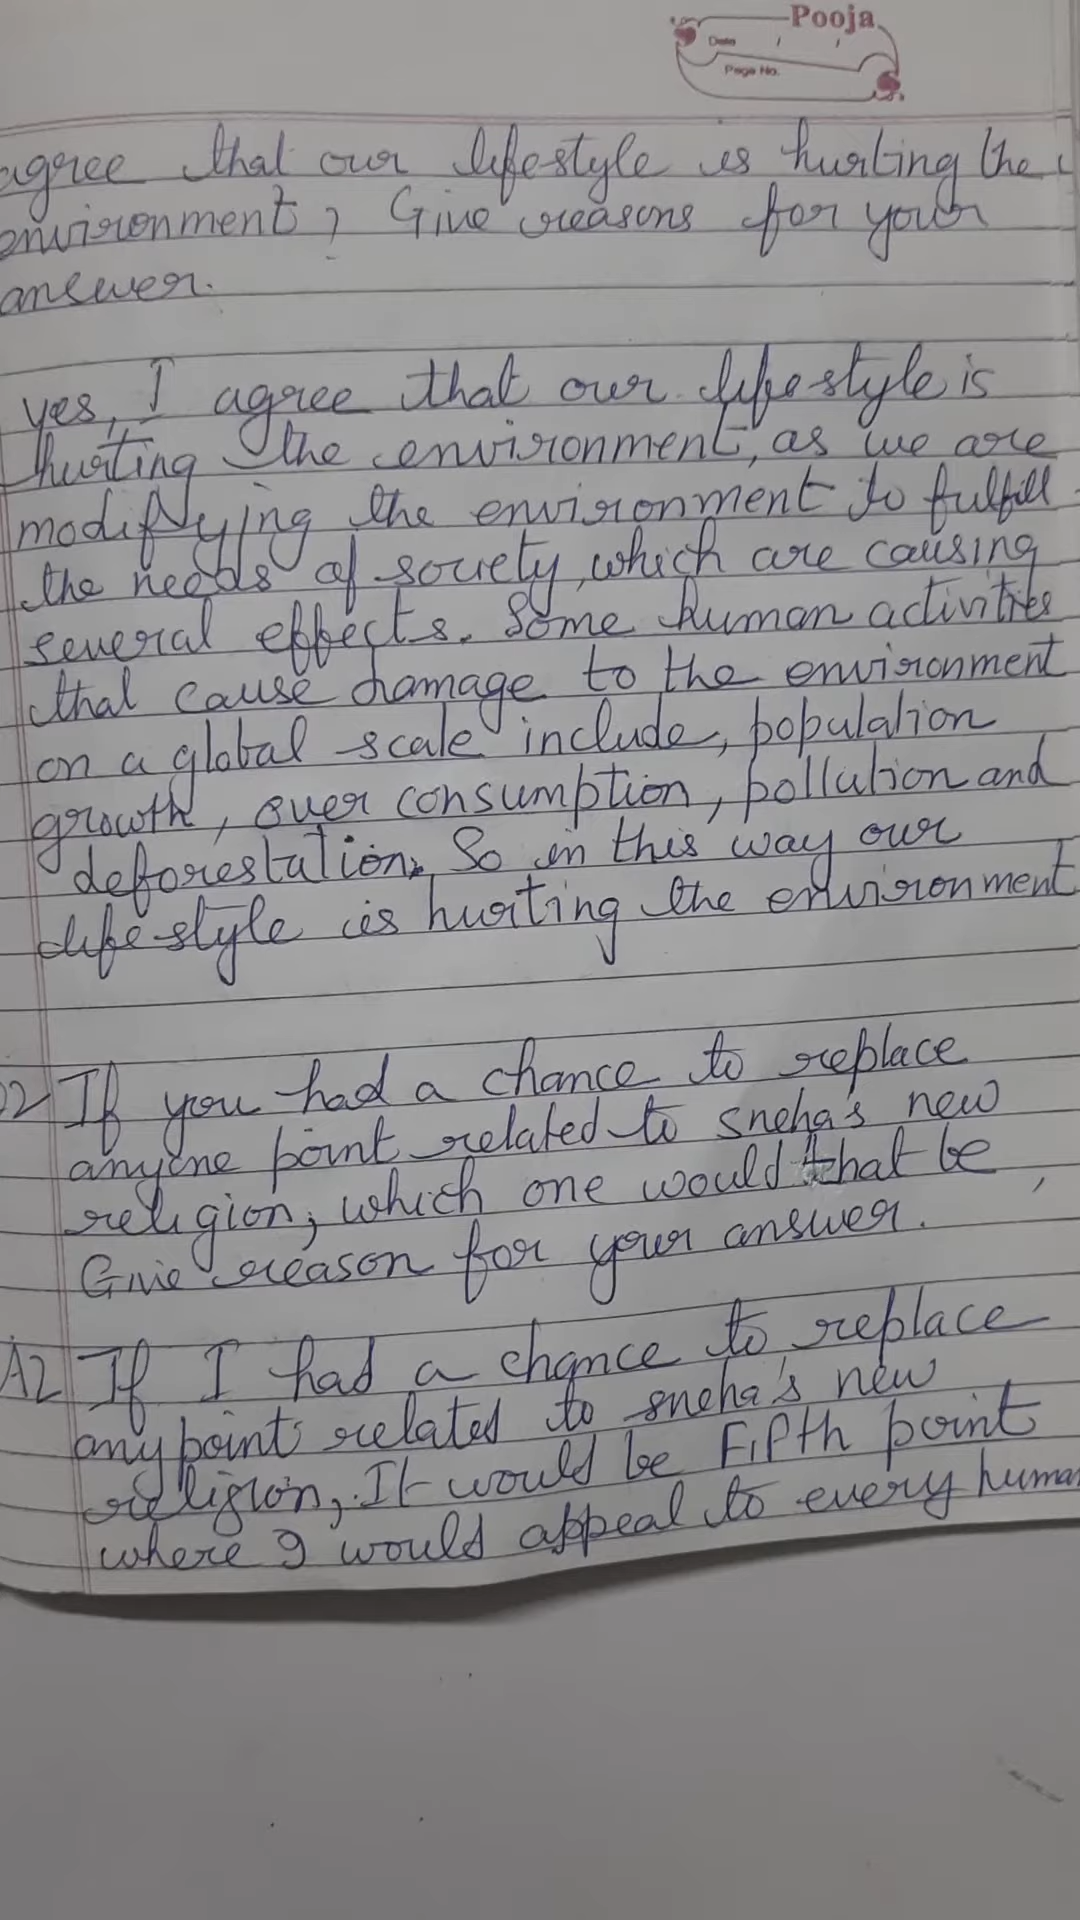 Pooja
Date / /
Page No.
agree that our lifestyle is hurting the
environment, Give reasons for your
answer.
yes, I agree that our lifestyle is
hurting the environment, as we are
modifying the environment to fulfill
the needs of society, which are causing
several effects. Some human activities
that cause damage to the environment
on a global scale include, population
growth, over consumption, pollution and
deforestation. So in this way our
life style is hurting the environment
Q2 If you had a chance to replace
anyone point related to sneha's new
religion, which one would that be,
Give reason for your answer.
A2 If I had a change to replace
any point related to sneha's new
religion, It would be Fifth point
where I would appeal to every human